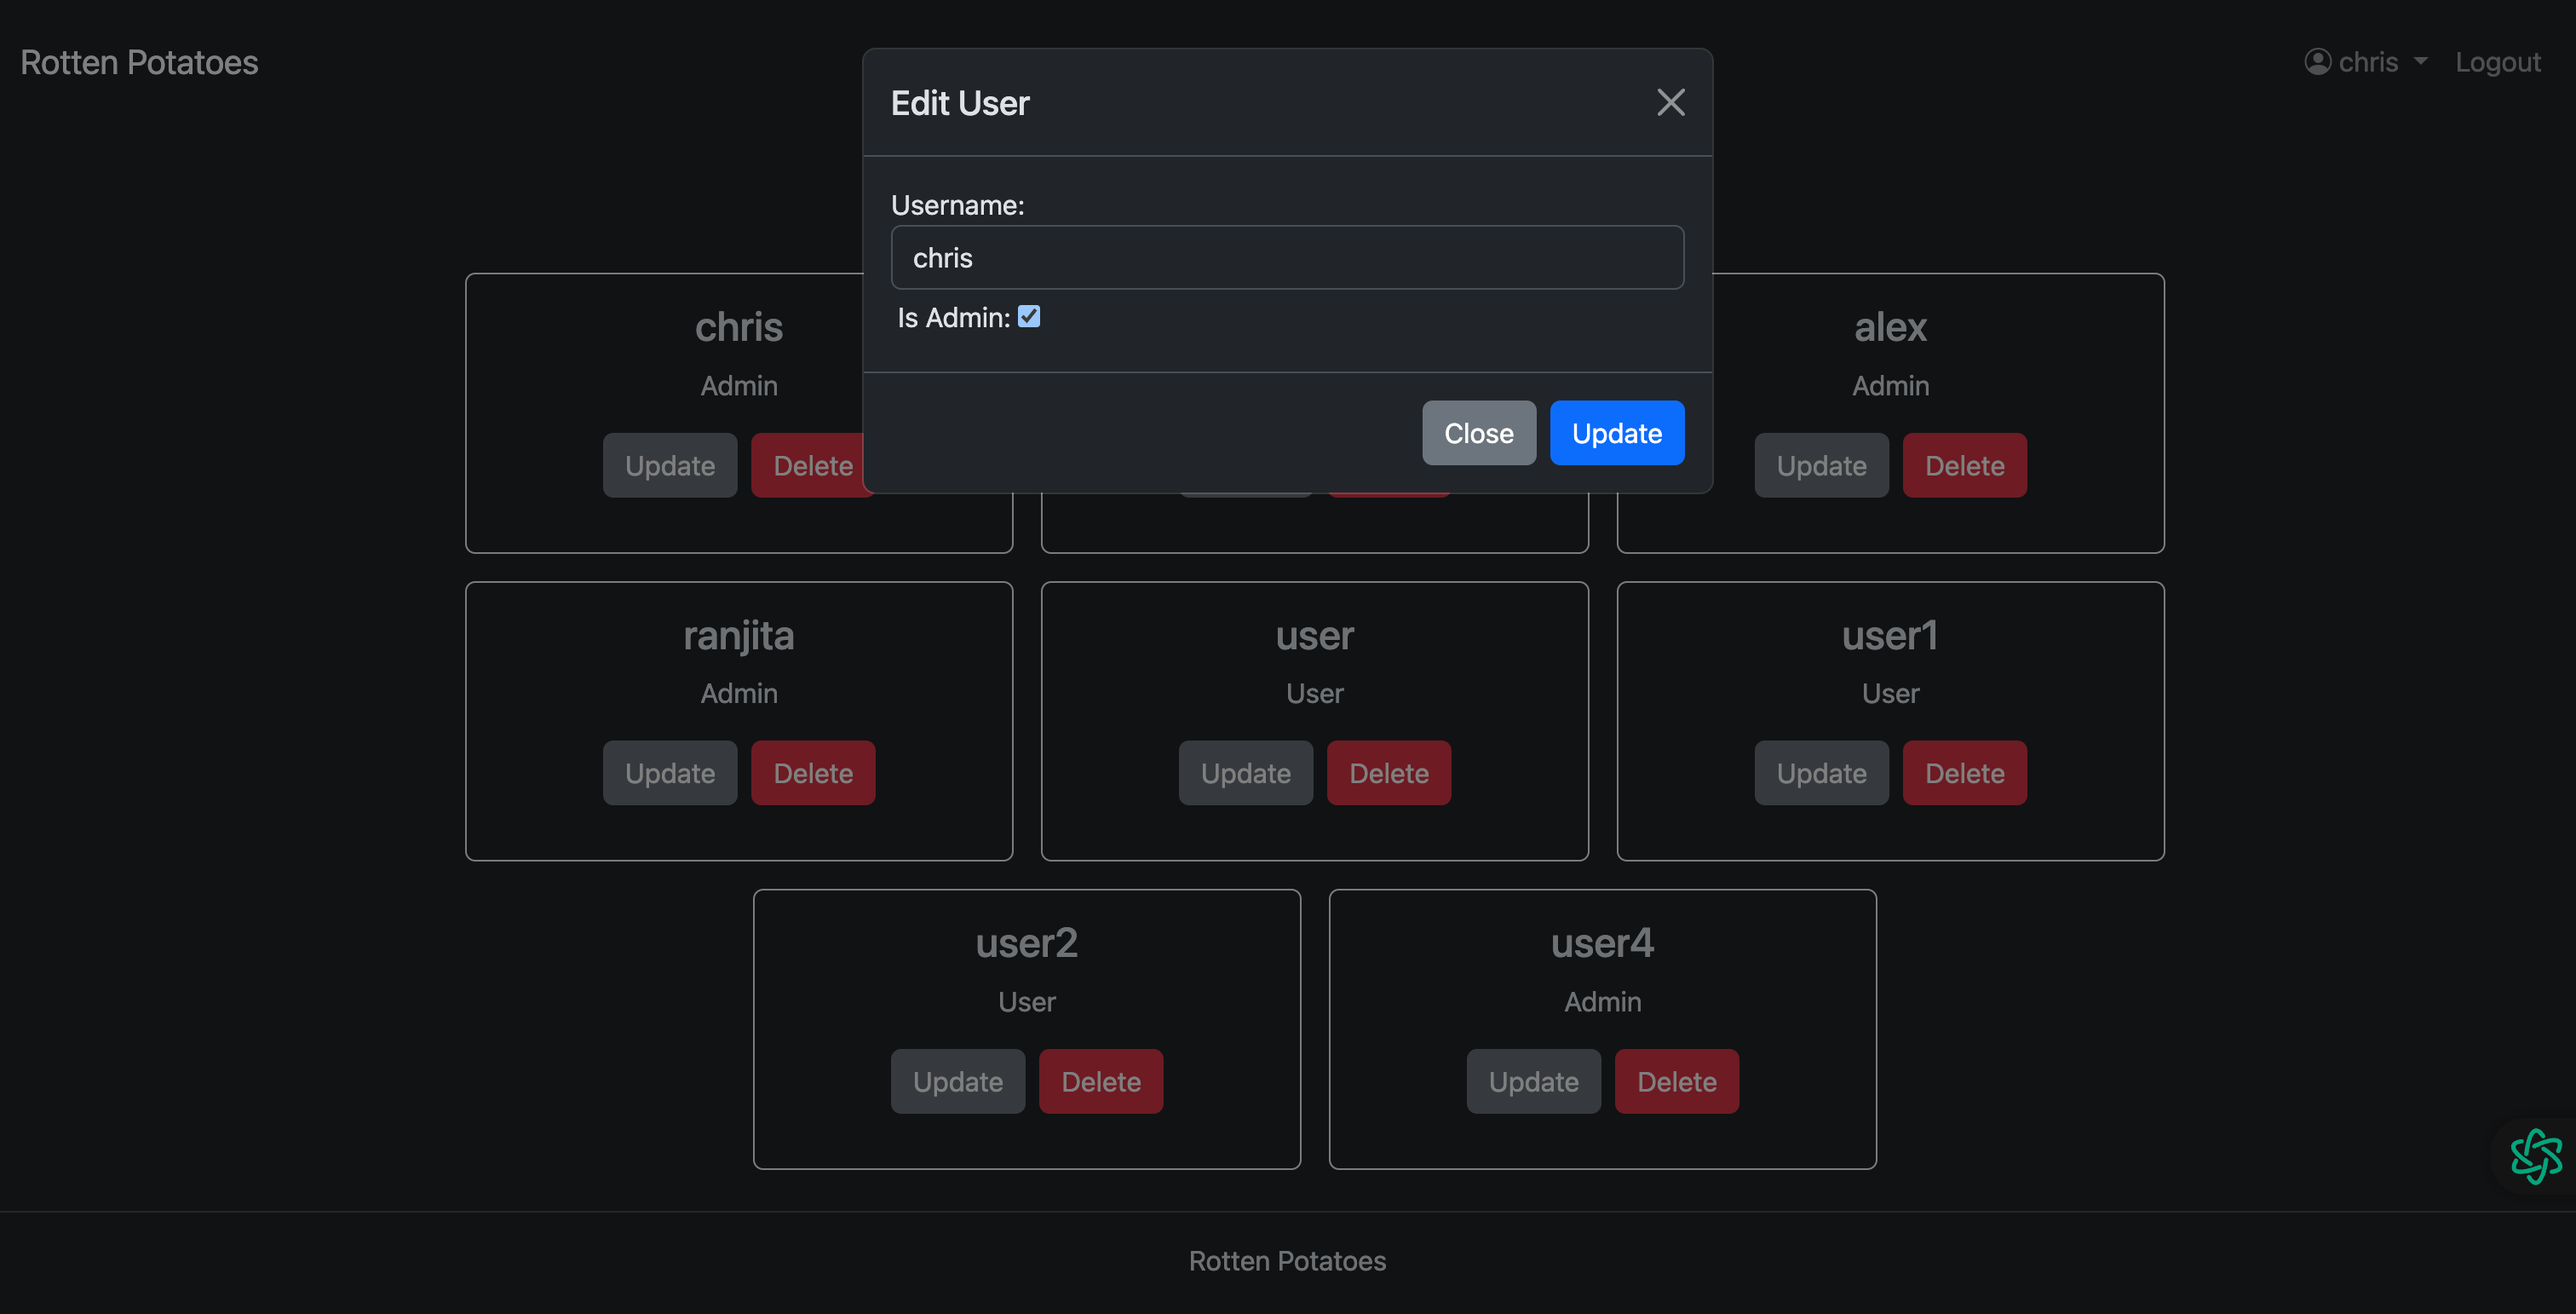 Rotten Potatoes
chris
Logout
Edit User
Username:
chris
Is Admin:
Close
Update
chris
Admin
Update
Delete
alex
Admin
Update
Delete
ranjita
Admin
Update
Delete
user
User
Update
Delete
user1
User
Update
Delete
user2
User
Update
Delete
user4
Admin
Update
Delete
Rotten Potatoes